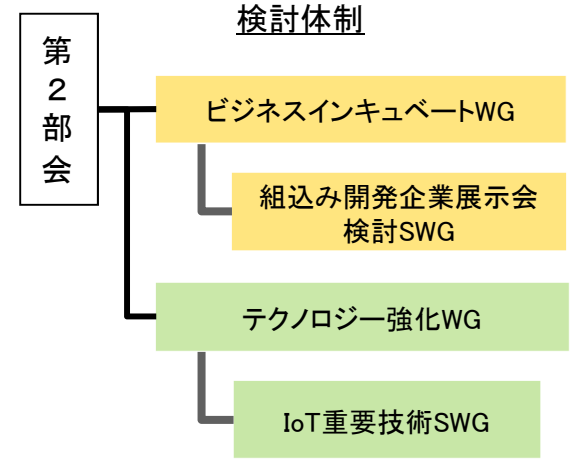 検討体制
第２部会
ビジネスインキュベートWG
組込み開発企業展示会
検討SWG
テクノロジー強化WG
IoT重要技術SWG